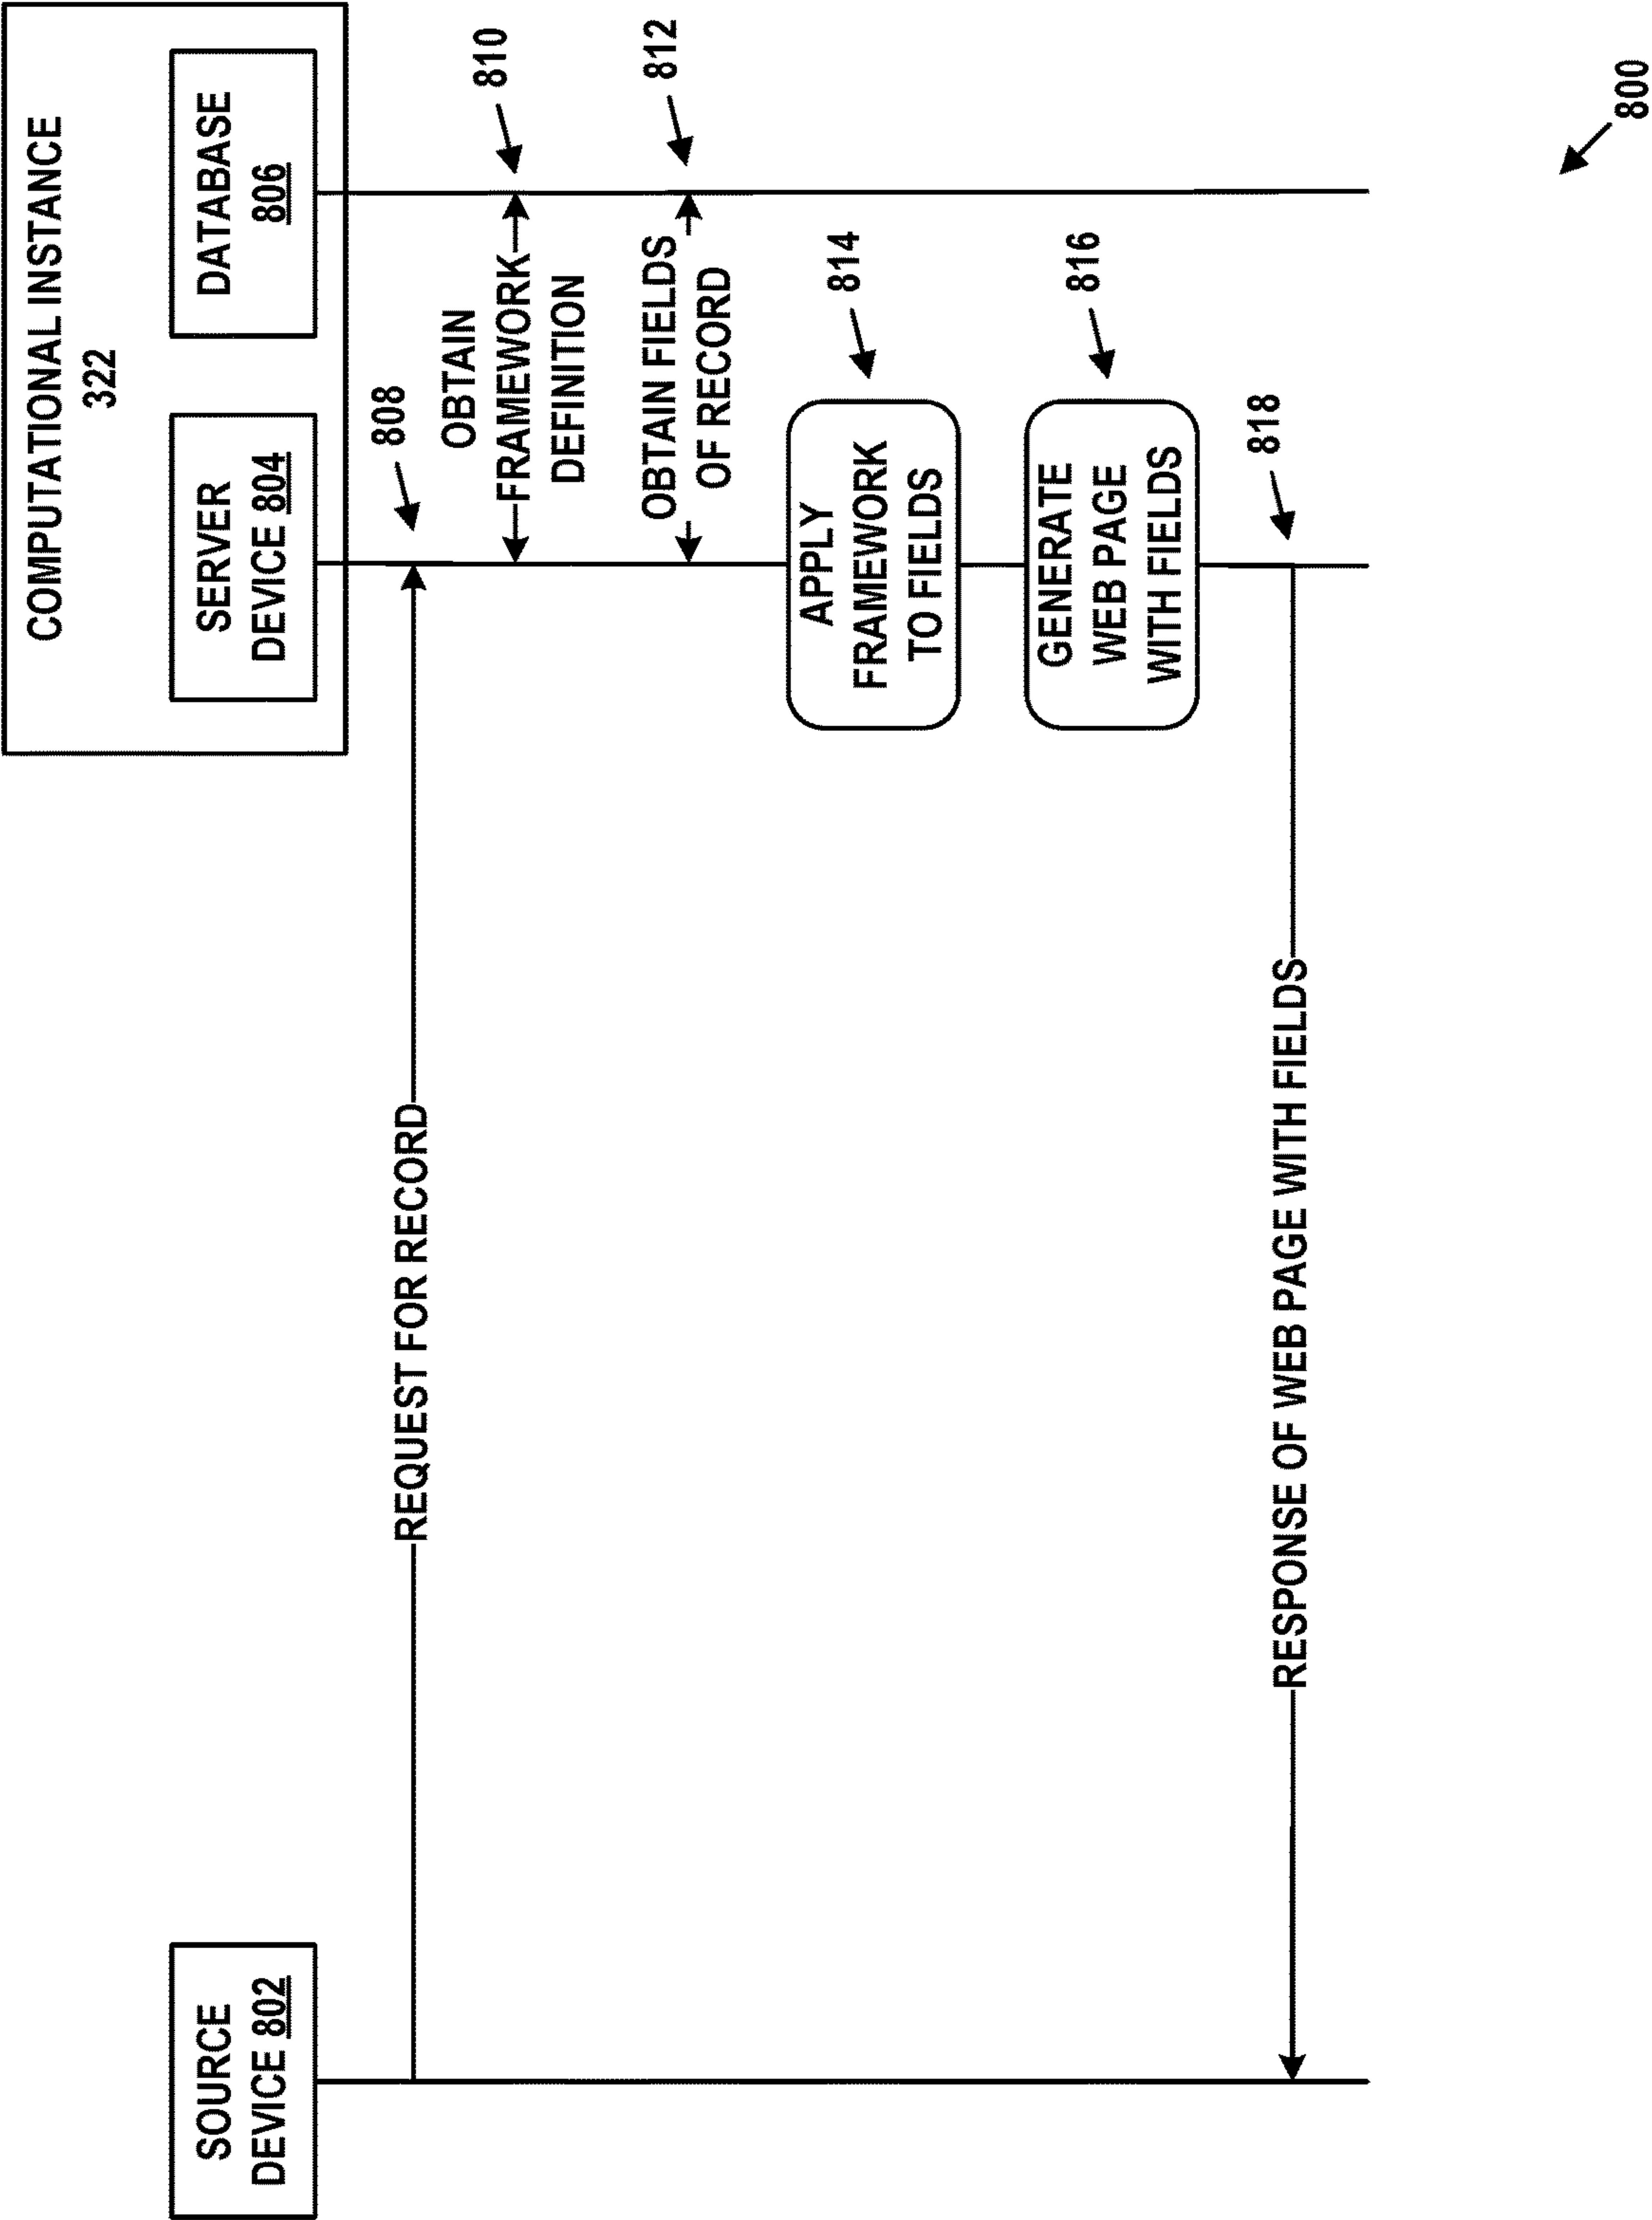 COMPUTATIONAL INSTANCE
322
SOURCE
DEVICE 802
SERVER
DEVICE 804
DATABASE
806
808
REQUEST FOR RECORD
OBTAIN
FRAMEWORK
DEFINITION
810
OBTAIN FIELDS
OF RECORD
812
APPLY
FRAMEWORK
TO FIELDS
814
GENERATE
WEB PAGE
WITH FIELDS
816
818
RESPONSE OF WEB PAGE WITH FIELDS
800